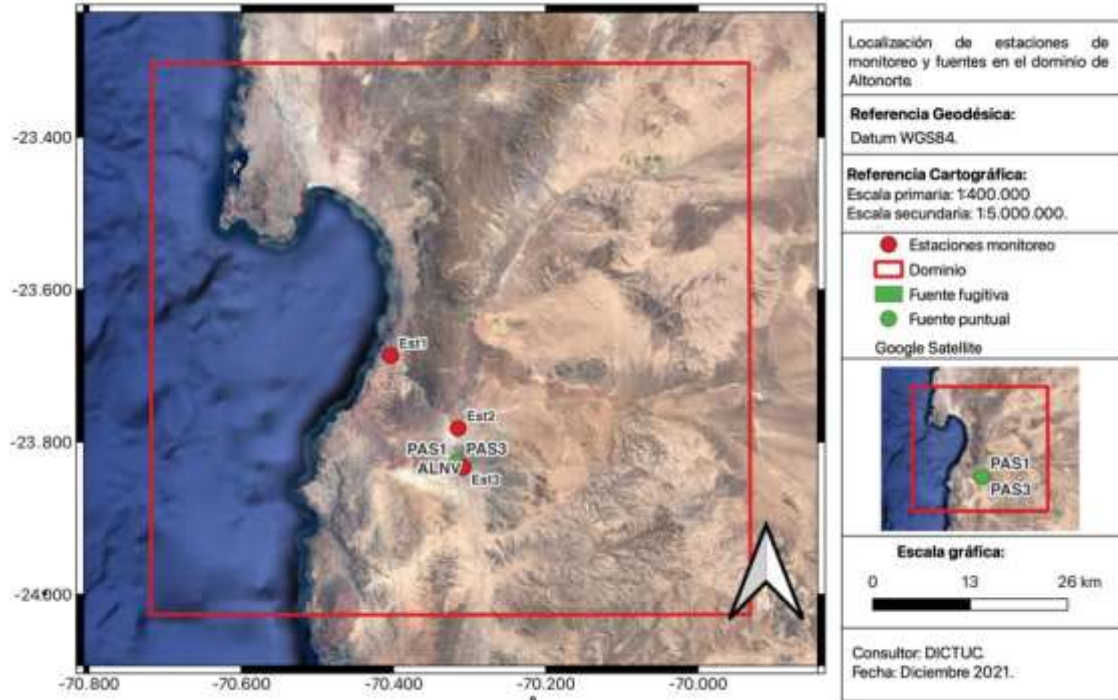 -23.400
-23.600
-23.800
-24.000
-70.800
-70.600
-70.400
-70.200
-70.000
Est1
Est2
PAS1
PAS3
ALNV
Est3
Localización de estaciones de
monitoreo y fuentes en el dominio de
Altonorte.
Referencia Geodésica:
Datum WGS84.
Referencia Cartográfica:
Escala primaria: 1:400.000
Escala secundaria: 1:5.000.000.
Estaciones monitoreo
Dominio
Fuente fugitiva
Fuente puntual
Google Satellite
PAS1
PAS3
Escala gráfica:
0 13 26 km
Consultor: DICTUC.
Fecha: Diciembre 2021.